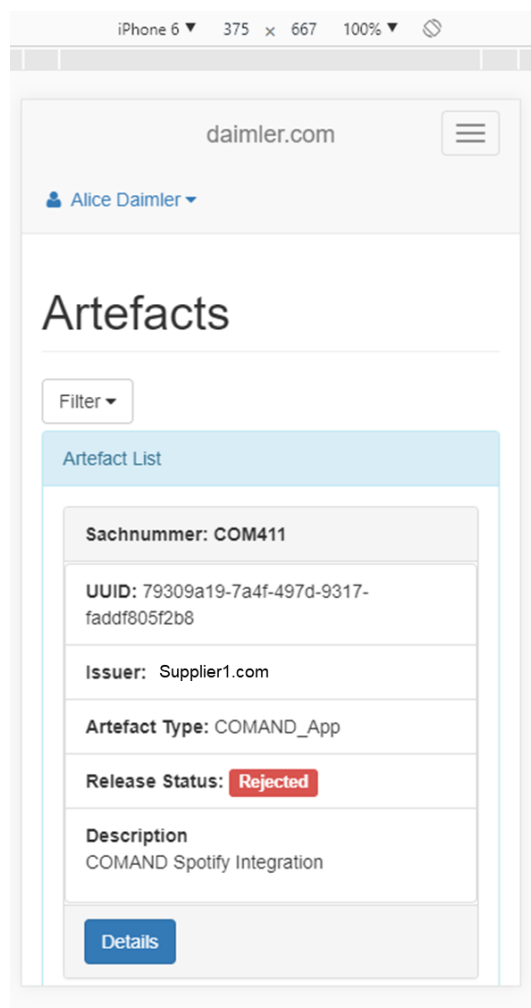 iPhone 6 ▼ 375 × 667 100% ▼
daimler.com
Alice Daimler
Artefacts
Filter
Artefact List
Sachnummer: COM411
UUID: 79309a19-7a4f-497d-9317-
faddf805f2b8
Issuer: Supplier1.com
Artefact Type: COMAND_App
Release Status: Rejected
Description
COMAND Spotify Integration
Details